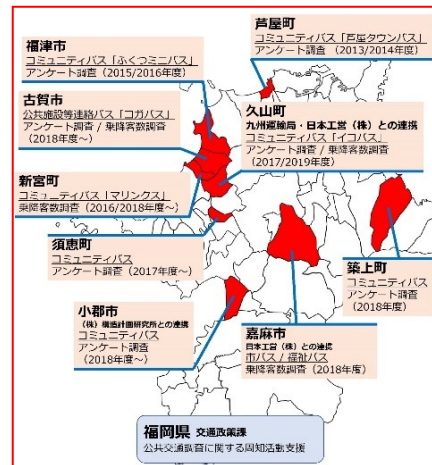 芦屋町
コミュニティバス「芦屋タウンバス」
アンケート調査 (2013/2014年度)
福津市
コミュニティバス「ふくつミニバス」
アンケート調査 (2015/2016年度)
古賀市
公共施設等連絡バス「コガバス」
アンケート調査 / 乗降客数調査
(2018年度~)
久山町
九州運輸局・日本工営 (株) との連携
コミュニティバス「イコバス」
アンケート調査 / 乗降客数調査
(2017/2019年度)
新宮町
コミュニティバス「マリンクス」
乗降客数調査 (2016/2018年度~)
須恵町
コミュニティバス
アンケート調査 (2017年度~)
築上町
コミュニティバス
アンケート調査
(2018年度)
小郡市
(株) 構造計画研究所との連携
コミュニティバス
アンケート調査
(2018年度~)
嘉麻市
日本工営 (株) との連携
市バス / 福祉バス
乗降客数調査 (2018年度)
福岡県 交通政策課
公共交通調査に関する周知活動支援